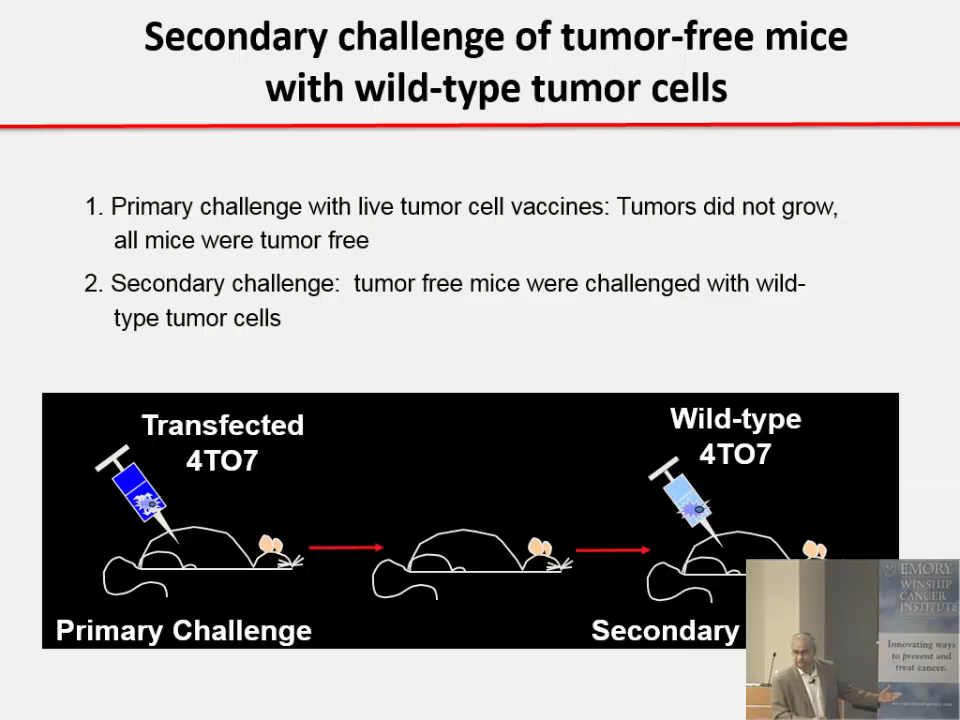 Secondary challenge of tumor-free mice
with wild-type tumor cells
1. Primary challenge with live tumor cell vaccines: Tumors did not grow,
all mice were tumor free
2. Secondary challenge: tumor free mice were challenged with wild-
type tumor cells
Transfected
4TO7
Wild-type
4TO7
Primary Challenge
Secondary
EMORY
WINSHIP
CANCER
INSTITUTE
Innovating ways
to prevent and
treat cancer.